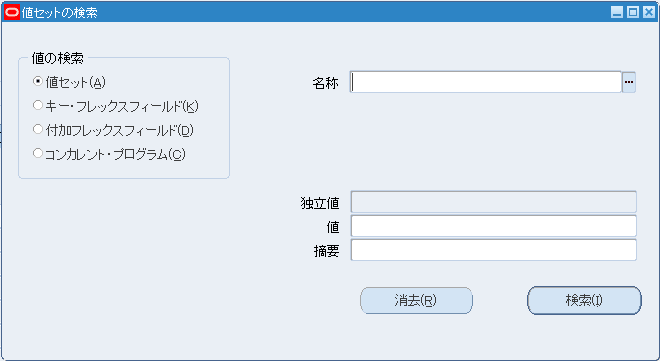 値セットの検索
値の検索
値セット(A)
キー・フレックスフィールド(K)
付加フレックスフィールド(D)
コンカレント・プログラム(C)
名称
...
独立値
値
摘要
消去(R)
検索(I)